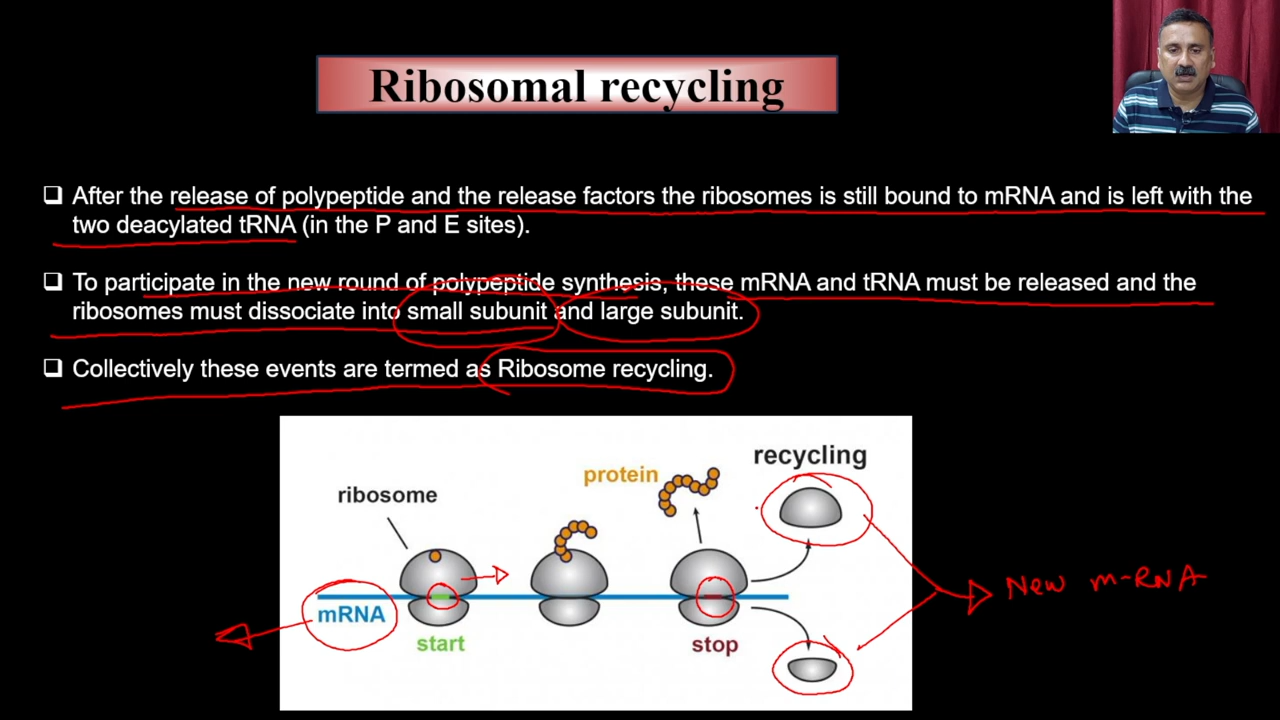 Ribosomal recycling
❑ After the release of polypeptide and the release factors the ribosomes is still bound to mRNA and is left with the
two deacylated tRNA (in the P and E sites).
❑ To participate in the new round of polypeptide synthesis, these mRNA and tRNA must be released and the
ribosomes must dissociate into small subunit and large subunit.
❑ Collectively these events are termed as Ribosome recycling.
recycling
protein
ribosome
New m-RNA
mRNA
start
stop